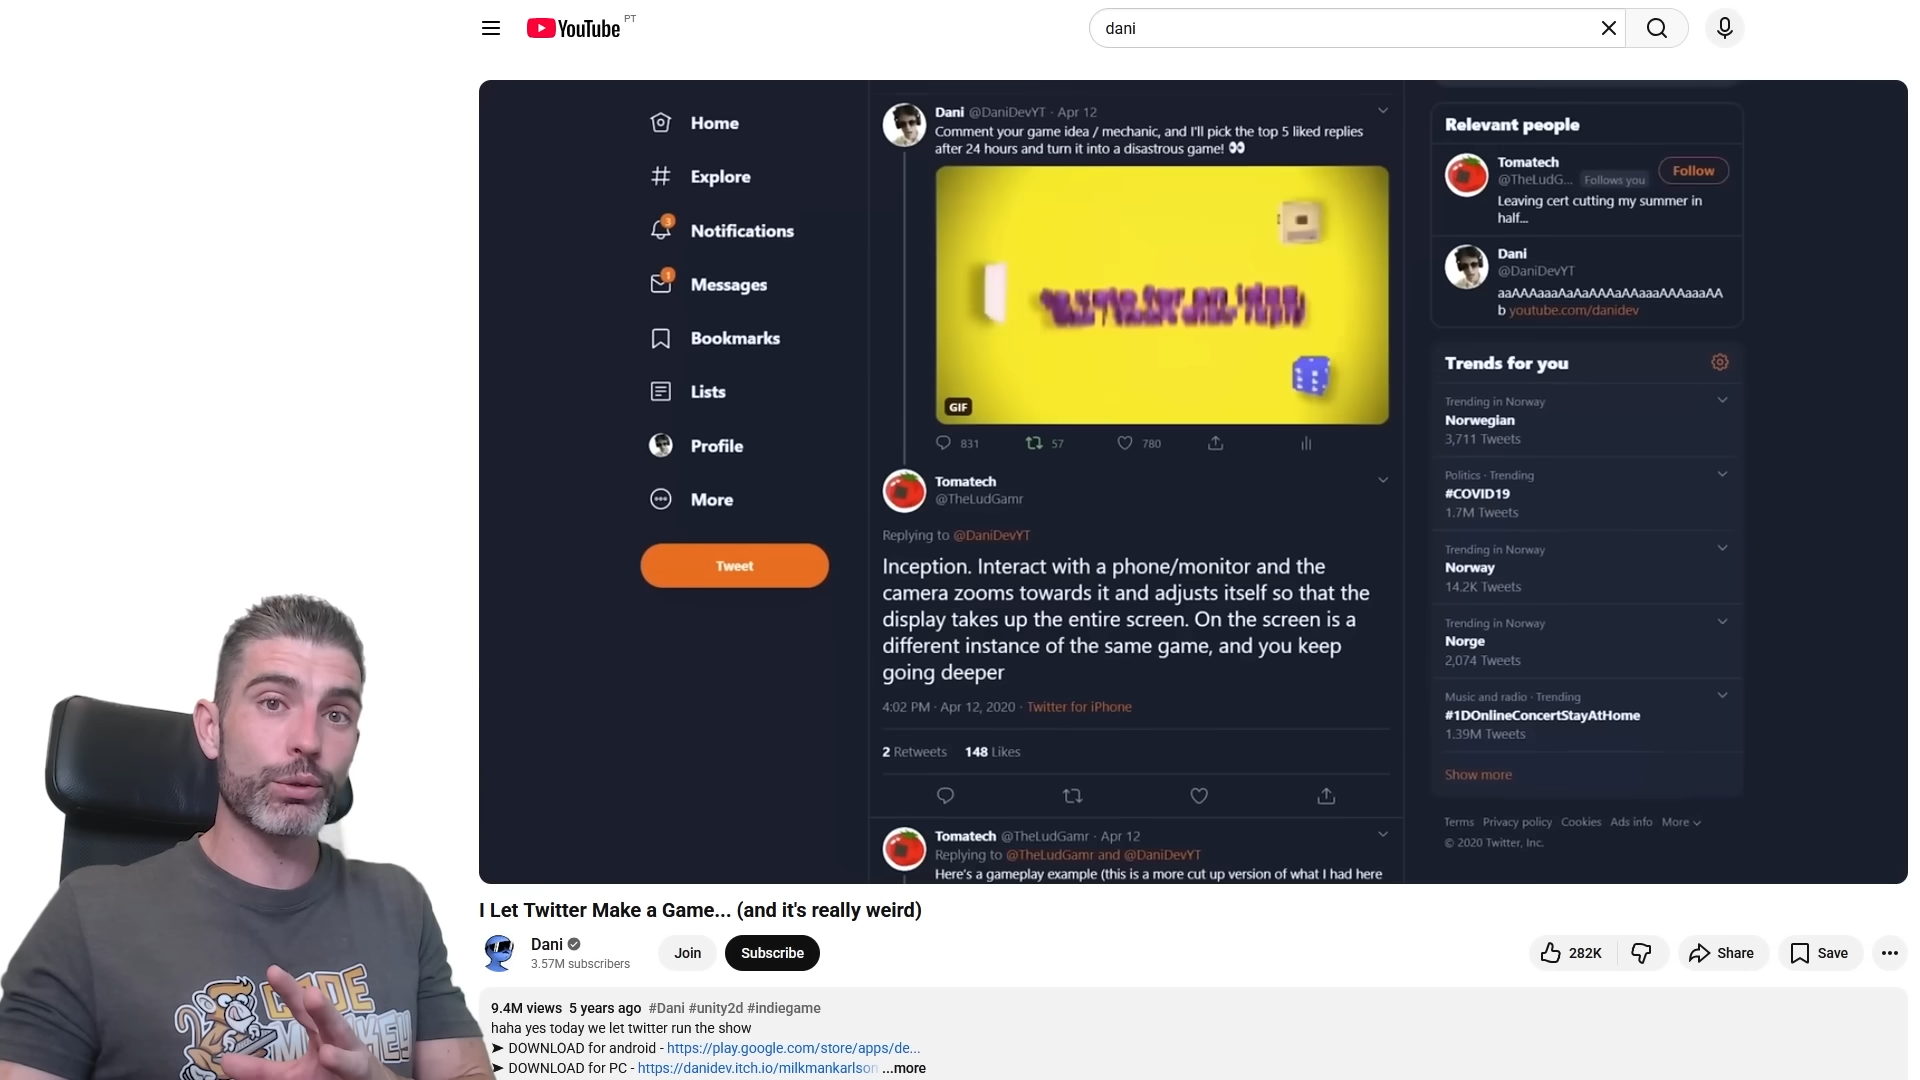 YouTube PT
dani
Home
Explore
3
Notifications
1
Messages
Bookmarks
Lists
Profile
More
Tweet
Dani @DaniDevYT · Apr 12
Comment your game idea / mechanic, and I'll pick the top 5 liked replies
after 24 hours and turn it into a disastrous game! 👀
GIF
831 57 780
Tomatech
@TheLudGamr
Replying to @DaniDevYT
Inception. Interact with a phone/monitor and the
camera zooms towards it and adjusts itself so that the
display takes up the entire screen. On the screen is a
different instance of the same game, and you keep
going deeper
4:02 PM · Apr 12, 2020 · Twitter for iPhone
2 Retweets 148 Likes
Tomatech @TheLudGamr · Apr 12
Replying to @TheLudGamr and @DaniDevYT
Here's a gameplay example (this is a more cut up version of what I had here
Relevant people
Tomatech
@TheLudG... Follows you
Follow
Leaving cert cutting my summer in
half...
Dani
@DaniDevYT
aaAAAaaaAaAaAAAaAAaaaAAAaaaAA
b youtube.com/danidev
Trends for you
Trending in Norway
Norwegian
3,711 Tweets
Politics · Trending
#COVID19
1.7M Tweets
Trending in Norway
Norway
14.2K Tweets
Trending in Norway
Norge
2,074 Tweets
Music and radio · Trending
#1DOnlineConcertStayAtHome
1.39M Tweets
Show more
Terms Privacy policy Cookies Ads info More
© 2020 Twitter, Inc.
I Let Twitter Make a Game... (and it's really weird)
Dani
3.57M subscribers
Join
Subscribe
282K
Share
Save
9.4M views 5 years ago #Dani #unity2d #indiegame
haha yes today we let twitter run the show
➤ DOWNLOAD for android - https://play.google.com/store/apps/de...
➤ DOWNLOAD for PC - https://danidev.itch.io/milkmankarlson ...more
CODE
MONKEY!